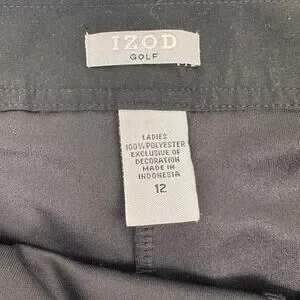 IZOD
GOLF
LADIES
100% POLYESTER
EXCLUSIVE OF
DECORATION
MADE IN
INDONESIA
12